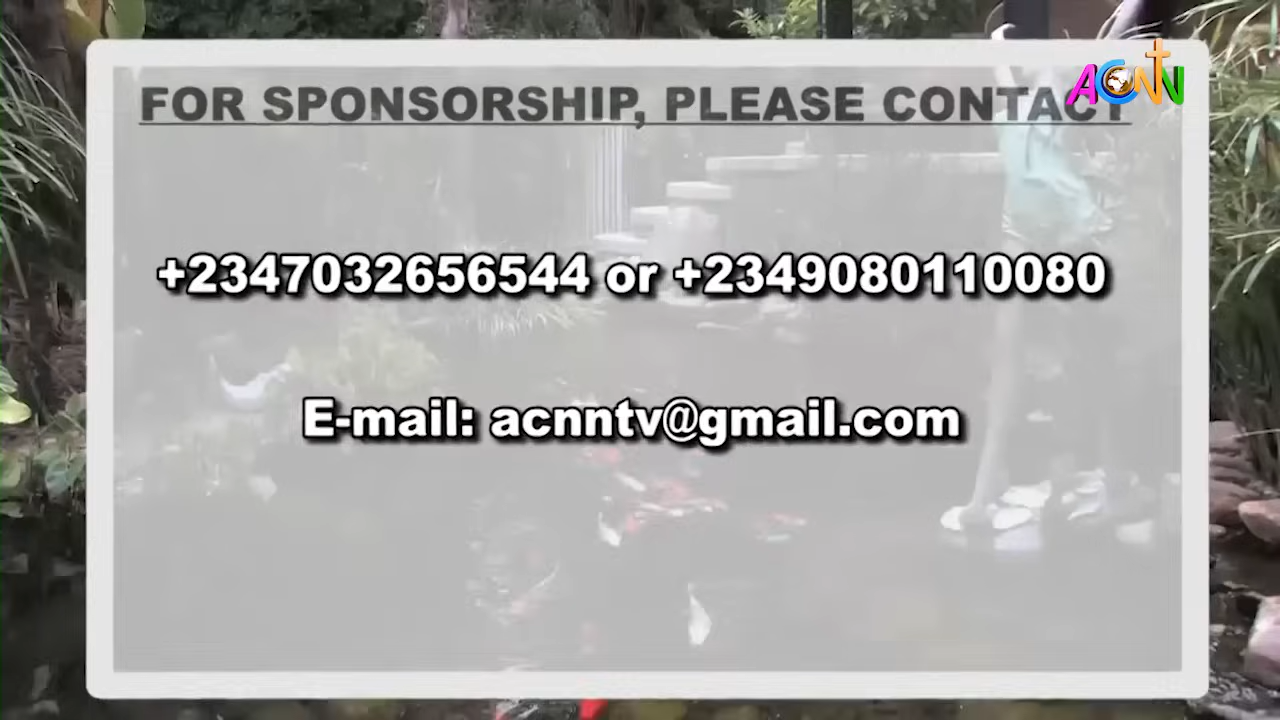 ACNN
FOR SPONSORSHIP, PLEASE CONTACT
+2347032656544 or +2349080110080
E-mail: acnntv@gmail.com